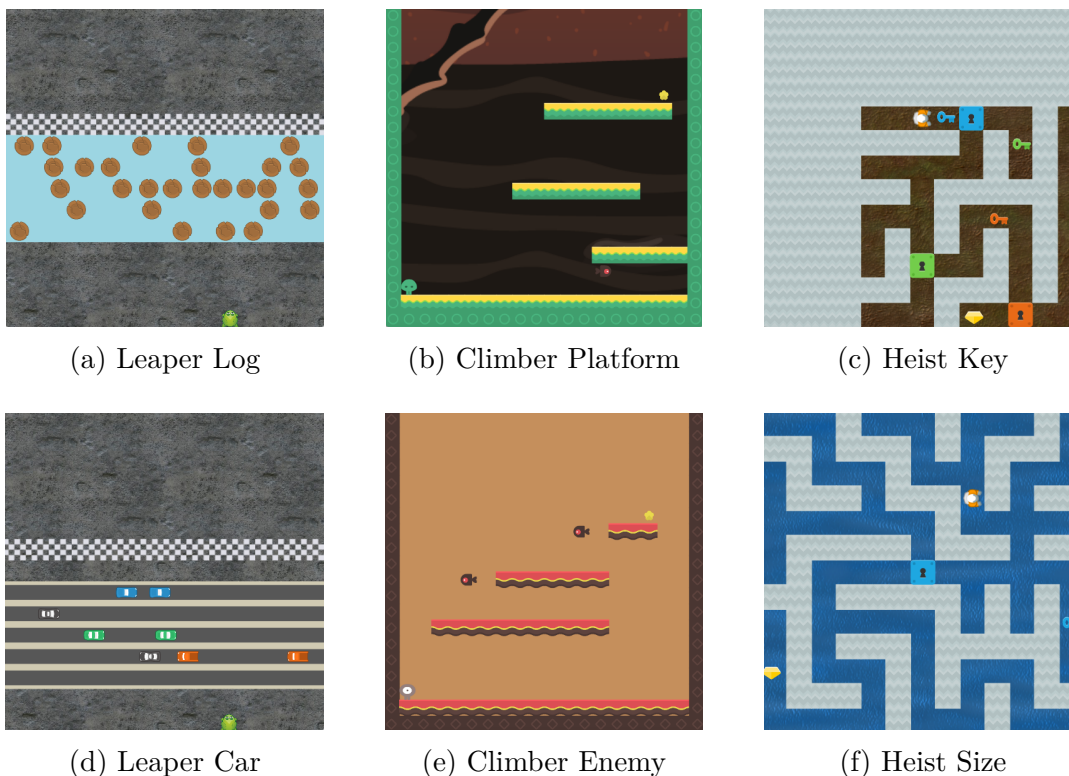 (a) Leaper Log
(b) Climber Platform
(c) Heist Key
(d) Leaper Car
(e) Climber Enemy
(f) Heist Size